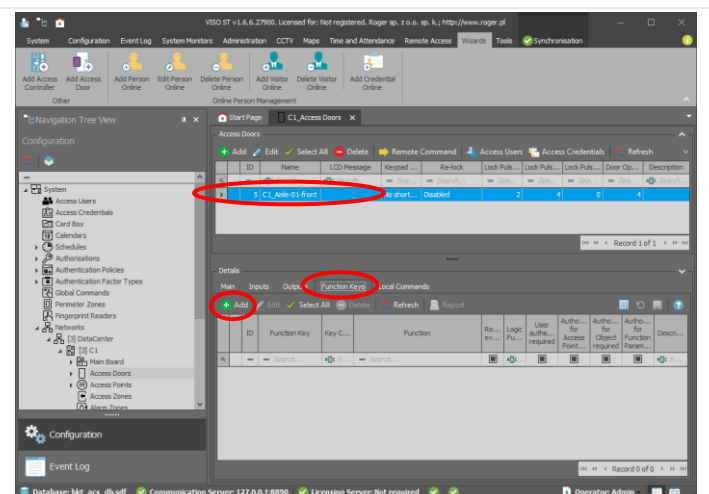 VISO ST v1.6.6.27900. Licensed for: Not registered. Roger sp. z o.o. sp. k.; http://www.roger.pl
System Configuration Event Log System Monitors Administration CCTV Maps Time and Attendance Remote Access Wizards Tools Synchronisation
Add Access Controller Add Access Door Add Person Online Edit Person Online Delete Person Online Add Visitor Online Delete Visitor Online Add Credential Online
Other Online Person Management
Navigation Tree View
Start Page C1_Access Doors
Configuration
Access Doors
Add Edit Select All Delete Remote Command Access Users Access Credentials Refresh
ID Name LCD Message Keypad ... Re-lock Lock Puls... Lock Puls... Lock Puls... Door Op... Description
5 C1_Aisle-01-front No short... Disabled 2 4 0 4
Record 1 of 1
System
Access Users
Access Credentials
Card Box
Calendars
Schedules
Authorisations
Authentication Policies
Authentication Factor Types
Global Commands
Perimeter Zones
Fingerprint Readers
Networks
[3] DataCenter
[3] C1
Main Board
Access Doors
Access Points
Access Zones
Alarm Zones
Details
Main Inputs Outputs Function Keys Local Commands
Add Edit Select All Delete Refresh Report
ID Function Key Key C... Function Re... ev... Logic Fu... User authe... required Autho... for Access Point... Autho... for Object required Autho... for Function Param... Descri...
Search... Search...
Record 0 of 0
Configuration
Event Log
Database: bkt_acs_db.sdf Communication Server: 127.0.0.1:8890 Licensing Server: Not required Operator: Admin